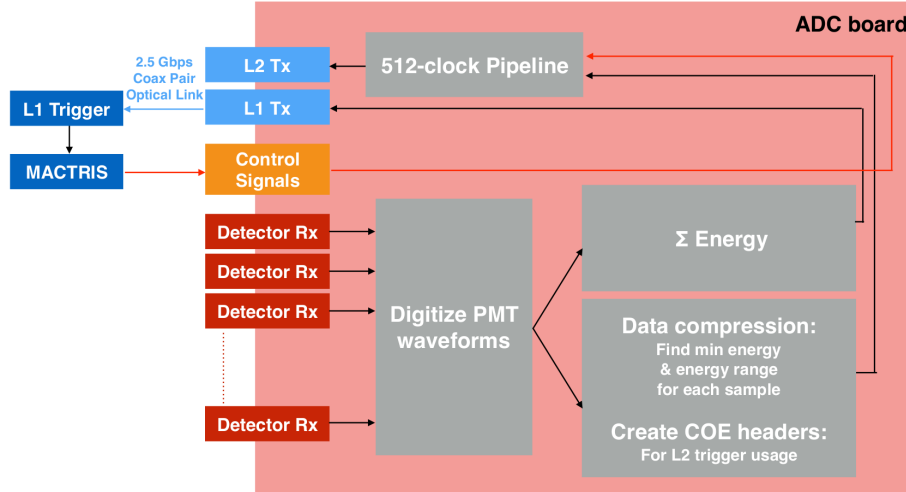 ADC board
2.5 Gbps
Coax Pair
Optical Link
L2 Tx
512-clock Pipeline
L1 Trigger
L1 Tx
MACTRIS
Control
Signals
Detector Rx
Detector Rx
Detector Rx
Detector Rx
Digitize PMT
waveforms
Σ Energy
Data compression:
Find min energy
& energy range
for each sample
Create COE headers:
For L2 trigger usage